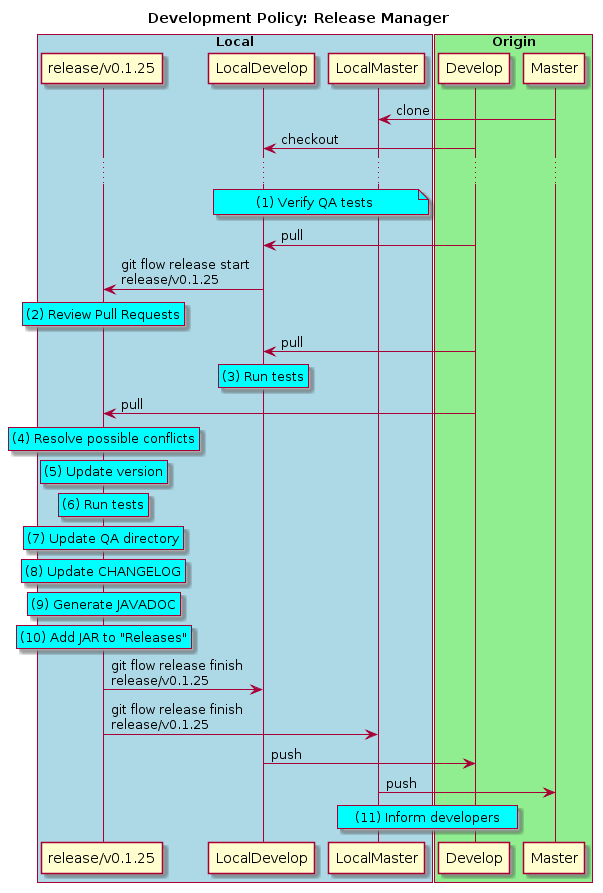 Development Policy: Release Manager
Local
Origin
release/v0.1.25
LocalDevelop
LocalMaster
Develop
Master
clone
checkout
(1) Verify QA tests
pull
git flow release start
release/v0.1.25
(2) Review Pull Requests
pull
(3) Run tests
pull
(4) Resolve possible conflicts
(5) Update version
(6) Run tests
(7) Update QA directory
(8) Update CHANGELOG
(9) Generate JAVADOC
(10) Add JAR to "Releases"
git flow release finish
release/v0.1.25
git flow release finish
release/v0.1.25
push
push
(11) Inform developers
release/v0.1.25
LocalDevelop
LocalMaster
Develop
Master